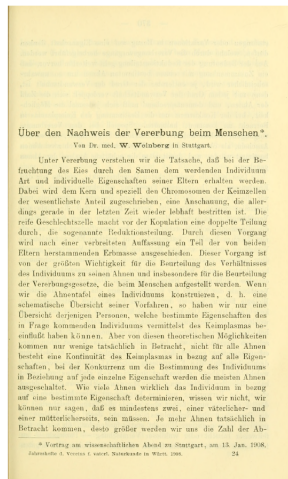 Über den Nachweis der Vererbung beim Menschen*.
Von Dr. med. W. Weinberg in Stuttgart.
Unter Vererbung verstehen wir die Tatsache, daß bei der Be-
fruchtung des Eies durch den Samen dem werdenden Individuum
Art und individuelle Eigenschaften seiner Eltern erhalten werden.
Dabei wird dem Kern und speziell den Chromosomen der Keimzellen
der wesentlichste Anteil zugeschrieben, eine Anschauung, die aller-
dings gerade in der letzten Zeit wieder lebhaft bestritten ist. Die
reife Geschlechtszelle macht vor der Kopulation eine doppelte Teilung
durch, die sogenannte Reduktionsteilung. Durch diesen Vorgang
wird nach einer verbreiteten Auffassung ein Teil der von beiden
Eltern herstammenden Erbmasse ausgeschieden. Dieser Vorgang ist
von der größten Wichtigkeit für die Beurteilung des Verhältnisses
des Individuums zu seinen Ahnen und insbesondere für die Beurteilung
der Vererbungsgesetze, die beim Menschen aufgestellt werden. Wenn
wir die Ahnentafel eines Individuums konstruieren, d. h. eine
schematische Übersicht seiner Vorfahren, so haben wir nur eine
Übersicht derjenigen Personen, welche bestimmte Eigenschaften des
in Frage kommenden Individuums vermittelst des Keimplasmas be-
einflußt haben können. Aber von diesen theoretischen Möglichkeiten
kommen nur wenige tatsächlich in Betracht, nicht für alle Ahnen
besteht eine Kontinuität des Keimplasmas in bezug auf alle Eigen-
schaften, bei der Konkurrenz um die Bestimmung des Individuums
in Beziehung auf jede einzelne Eigenschaft werden die meisten Ahnen
ausgeschaltet. Wie viele Ahnen wirklich das Individuum in bezug
auf eine bestimmte Eigenschaft determinieren, wissen wir nicht, wir
können nur sagen, daß es mindestens zwei, einer väterlicher- und
einer mütterlicherseits, sein müssen. Je mehr Ahnen tatsächlich in
Betracht kommen, desto größer werden wir uns die Zahl der Ab-
* Vortrag am wissenschaftlichen Abend zu Stuttgart, am 13. Jan. 1908.
Jahreshefte d. Vereins f. vaterl. Naturkunde in Württ. 1908. 24